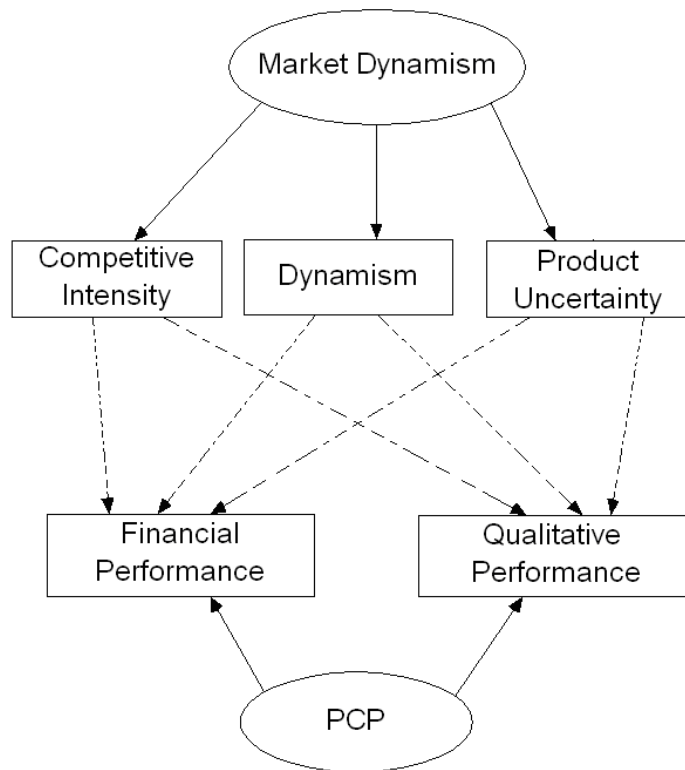 Market Dynamism
Competitive
Intensity
Dynamism
Product
Uncertainty
Financial
Performance
Qualitative
Performance
PCP